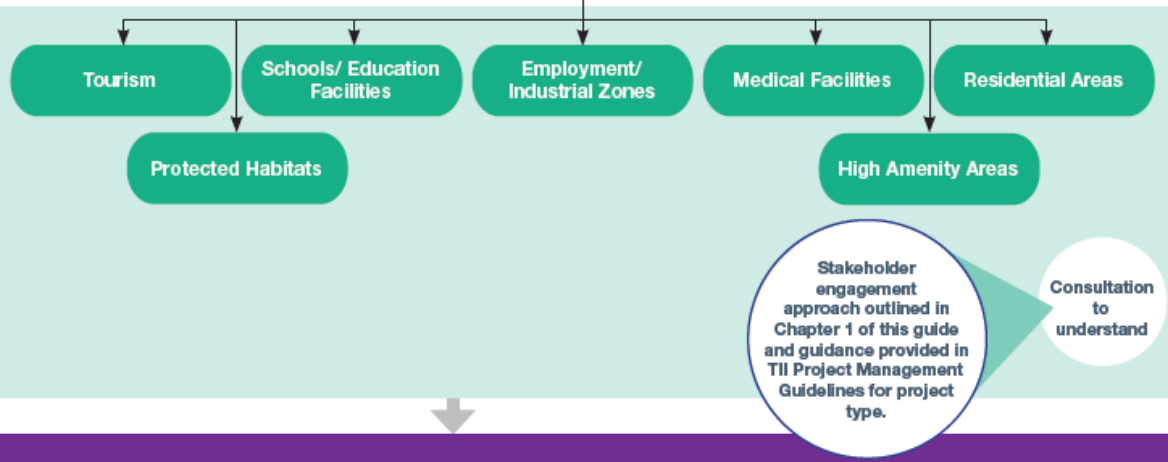 Tourism
Schools/ Education
Facilities
Employment/
Industrial Zones
Medical Facilities
Residential Areas
Protected Habitats
High Amenity Areas
Stakeholder
engagement
approach outlined in
Chapter 1 of this guide
and guidance provided in
TII Project Management
Guidelines for project
type.
Consultation
to
understand